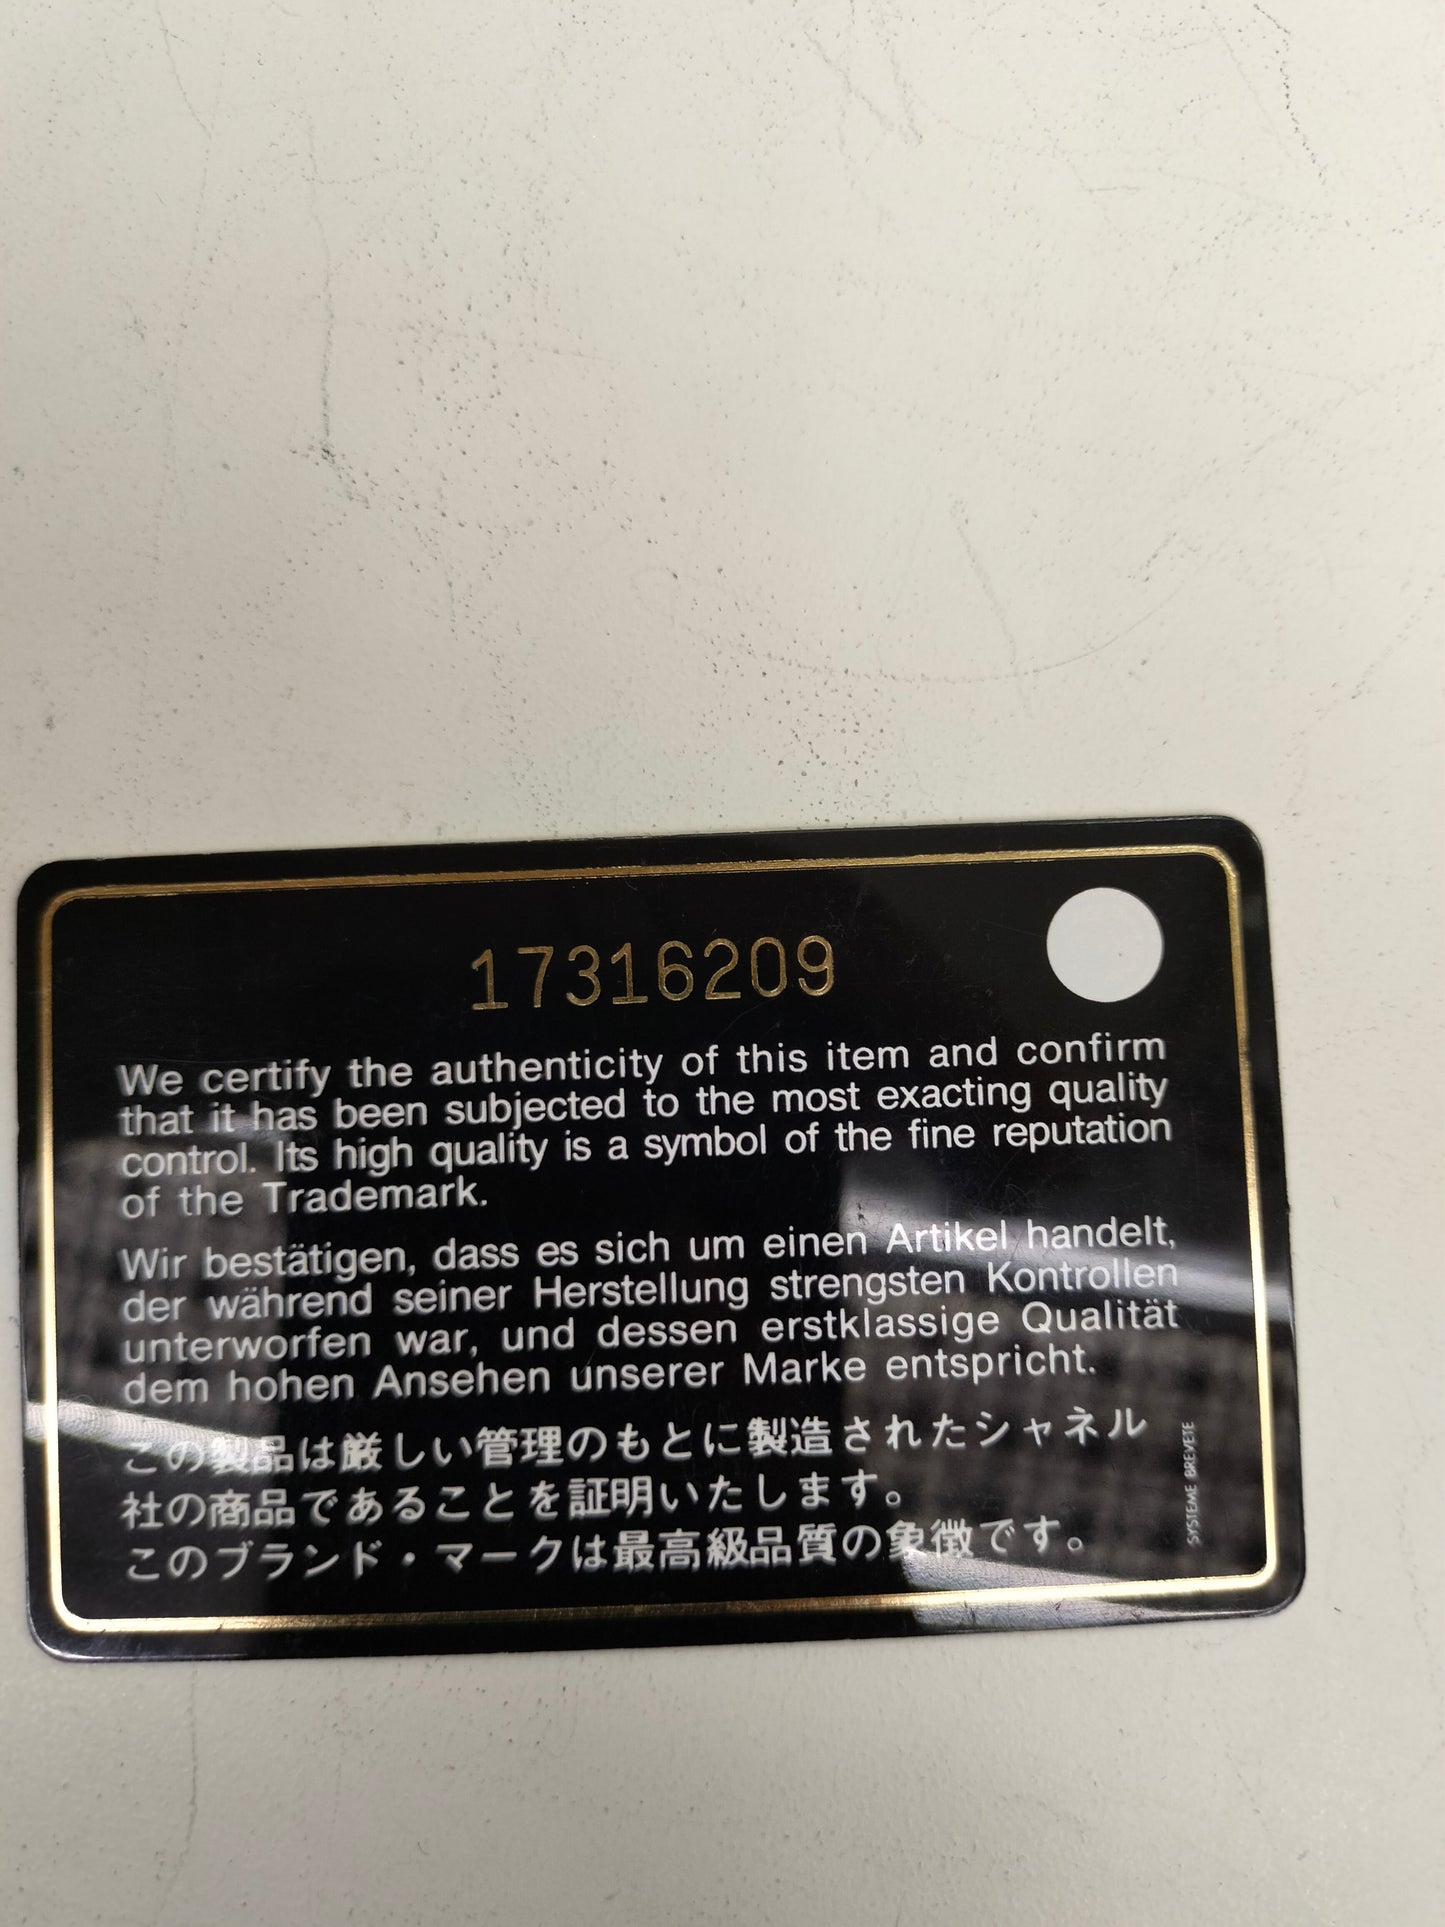 17316209
We certify the authenticity of this item and confirm
that it has been subjected to the most exacting quality
control. Its high quality is a symbol of the fine reputation
of the Trademark.
Wir bestätigen, dass es sich um einen Artikel handelt,
der während seiner Herstellung strengsten Kontrollen
unterworfen war, und dessen erstklassige Qualität
dem hohen Ansehen unserer Marke entspricht.
この製品は厳しい管理のもとに製造されたシャネル
社の商品であることを証明いたします。
このブランド・マークは最高級品質の象徴です。
SYSTEME BREVETE